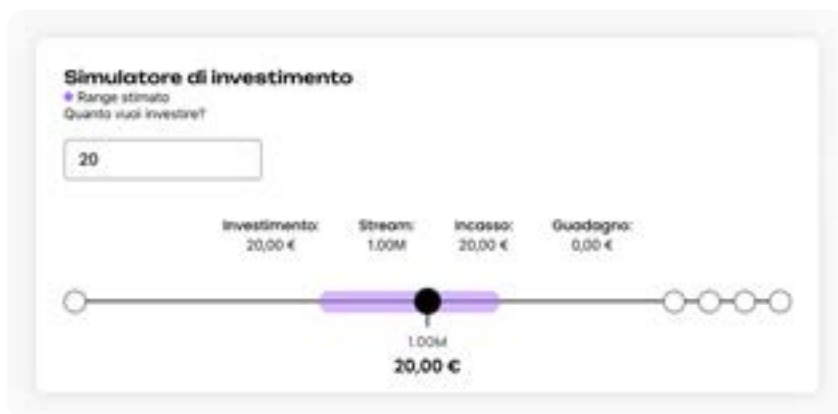 Simulatore di investimento
Range stimato
Quanto vuoi investire?
20
Investimento: Stream: Incasso: Guadagno:
20,00 € 1.00M 20,00 € 0,00 €
1.00M
20,00 €